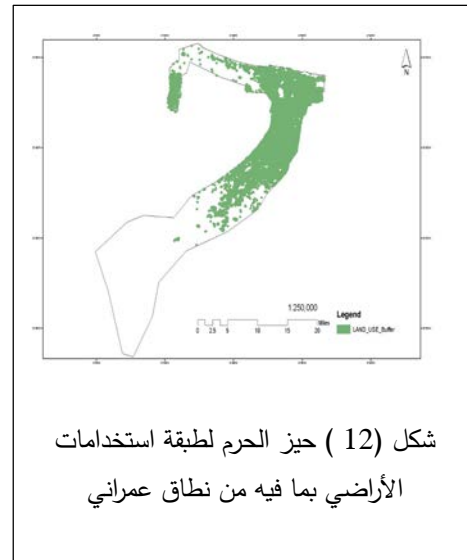 N
1:250,000
Legend
LAND_USE_Buffer
0 2.5 5 10 15 20
Miles
شكل (12 ) حيز الحرم لطبقة استخدامات
الأراضي بما فيه من نطاق عمراني